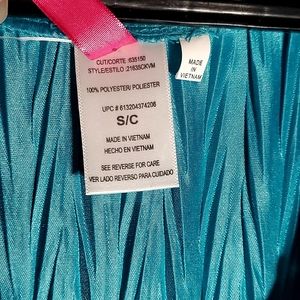 CUT/CORTE :635150
STYLE/ESTILO :21635CKVM
100% POLYESTER/ POLIESTER
UPC # 613204374206
S/C
MADE IN VIETNAM
HECHO EN VIETNAM
SEE REVERSE FOR CARE
VER LADO REVERSO PARA CUIDADO
MADE IN
VIETNAM